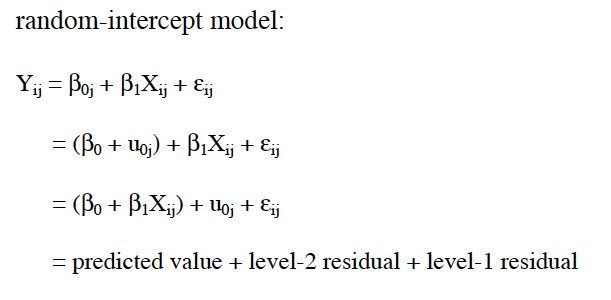 random-intercept model:
Yᵢⱼ = β₀ⱼ + β₁Xᵢⱼ + εᵢⱼ
= (β₀ + u₀ⱼ) + β₁Xᵢⱼ + εᵢⱼ
= (β₀ + β₁Xᵢⱼ) + u₀ⱼ + εᵢⱼ
= predicted value + level-2 residual + level-1 residual